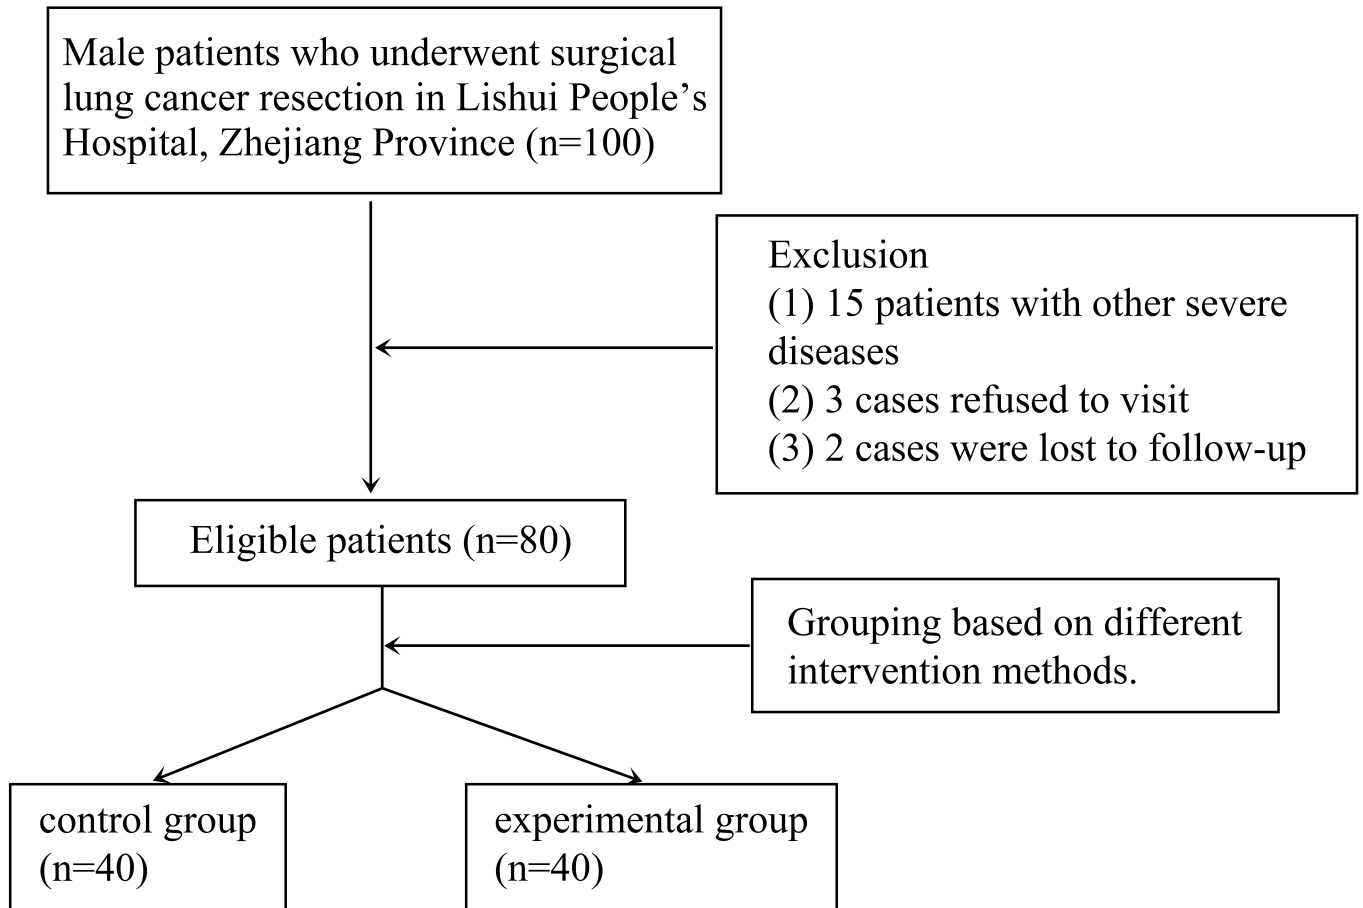 Male patients who underwent surgical
lung cancer resection in Lishui People’s
Hospital, Zhejiang Province (n=100)
Exclusion
(1) 15 patients with other severe
diseases
(2) 3 cases refused to visit
(3) 2 cases were lost to follow-up
Eligible patients (n=80)
Grouping based on different
intervention methods.
control group
(n=40)
experimental group
(n=40)